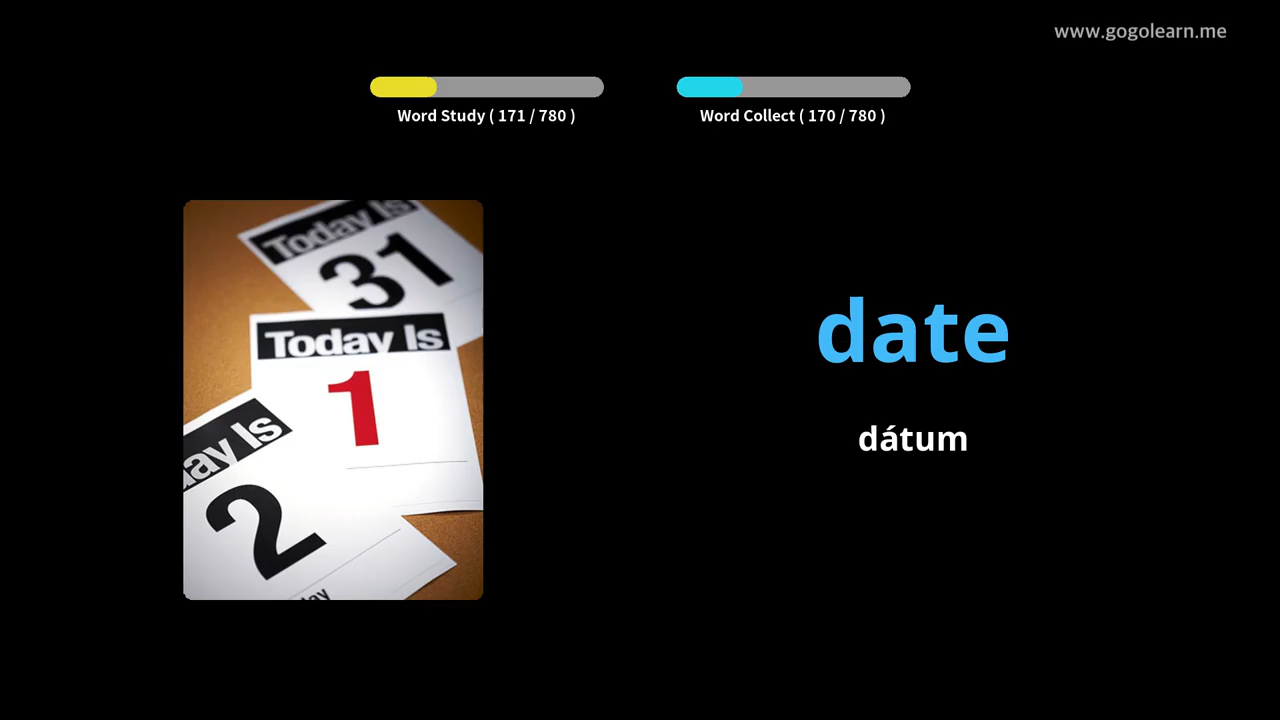 www.gogolearn.me
Word Study ( 171 / 780 )
Word Collect ( 170 / 780 )
Today Is
31
Today Is
1
day Is
2
date
dátum